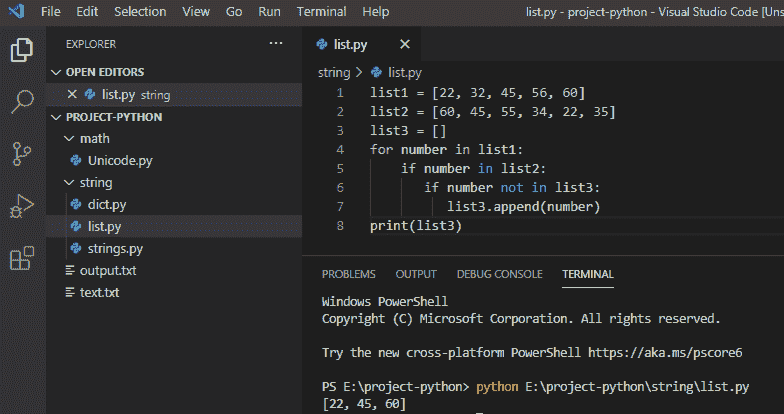 File Edit Selection View Go Run Terminal Help list.py - project-python - Visual Studio Code [Uns
EXPLORER ···
OPEN EDITORS
list.py string
PROJECT-PYTHON
math
Unicode.py
string
dict.py
list.py
strings.py
output.txt
text.txt
list.py
string > list.py
1 list1 = [22, 32, 45, 56, 60]
2 list2 = [60, 45, 55, 34, 22, 35]
3 list3 = []
4 for number in list1:
5     if number in list2:
6         if number not in list3:
7             list3.append(number)
8 print(list3)
PROBLEMS OUTPUT DEBUG CONSOLE TERMINAL
Windows PowerShell
Copyright (C) Microsoft Corporation. All rights reserved.
Try the new cross-platform PowerShell https://aka.ms/pscore6
PS E:\project-python> python E:\project-python\string\list.py
[22, 45, 60]